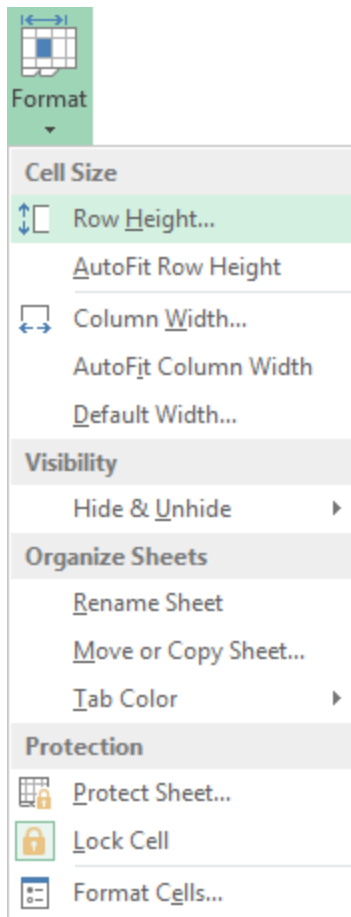 Format
Cell Size
Row Height...
AutoFit Row Height
Column Width...
AutoFit Column Width
Default Width...
Visibility
Hide & Unhide
Organize Sheets
Rename Sheet
Move or Copy Sheet...
Tab Color
Protection
Protect Sheet...
Lock Cell
Format Cells...